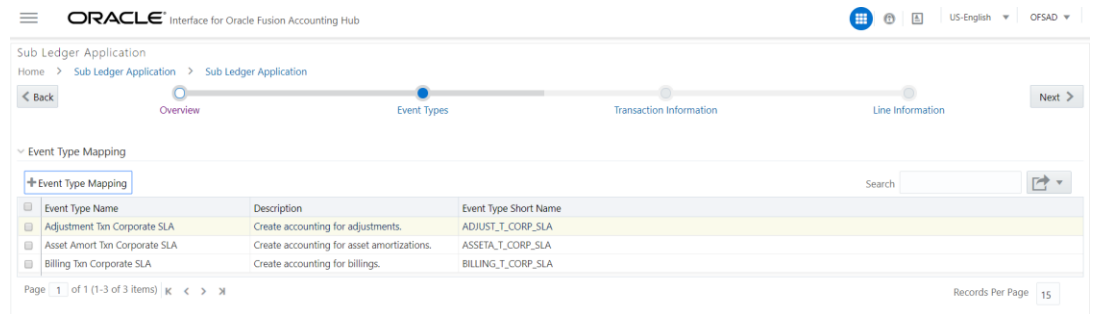 ORACLE® Interface for Oracle Fusion Accounting Hub
US-English
OFSAD
Sub Ledger Application
Home > Sub Ledger Application > Sub Ledger Application
< Back
Overview
Event Types
Transaction Information
Line Information
Next >
Event Type Mapping
+Event Type Mapping
Search
Event Type Name Description Event Type Short Name
Adjustment Txn Corporate SLA Create accounting for adjustments. ADJUST_T_CORP_SLA
Asset Amort Txn Corporate SLA Create accounting for asset amortizations. ASSETA_T_CORP_SLA
Billing Txn Corporate SLA Create accounting for billings. BILLING_T_CORP_SLA
Page 1 of 1 (1-3 of 3 items)
Records Per Page 15